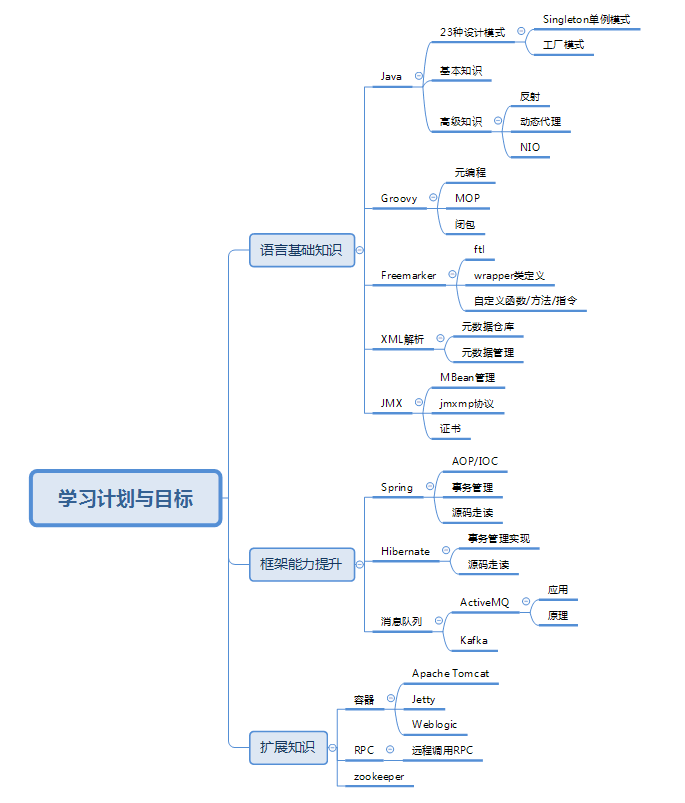 学习计划与目标
语言基础知识
Java
23种设计模式
Singleton单例模式
工厂模式
基本知识
高级知识
反射
动态代理
NIO
Groovy
元编程
MOP
闭包
Freemarker
ftl
wrapper类定义
自定义函数/方法/指令
XML解析
元数据仓库
元数据管理
JMX
MBean管理
jmxmp协议
证书
框架能力提升
Spring
AOP/IOC
事务管理
源码走读
Hibernate
事务管理实现
源码走读
消息队列
ActiveMQ
应用
原理
Kafka
扩展知识
容器
Apache Tomcat
Jetty
Weblogic
RPC
远程调用RPC
zookeeper